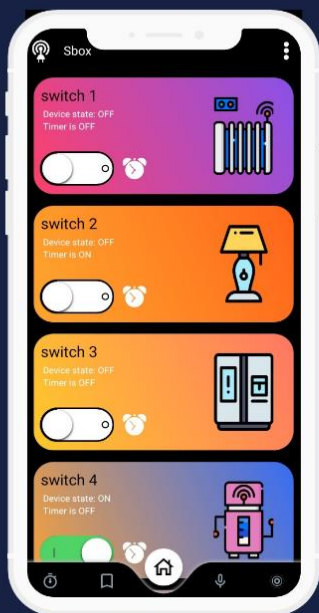 Sbox
switch 1
Device state: OFF
Timer is OFF
switch 2
Device state: OFF
Timer is ON
switch 3
Device state: OFF
Timer is OFF
switch 4
Device state: ON
Timer is OFF